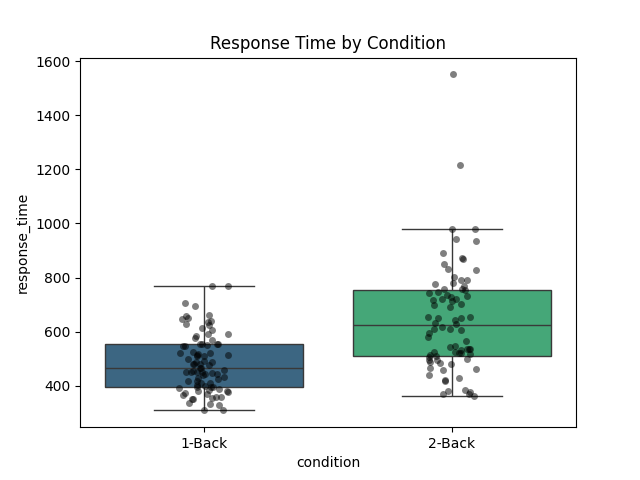 Response Time by Condition
1600
1400
1200
1000
800
600
400
response_time
1-Back
2-Back
condition